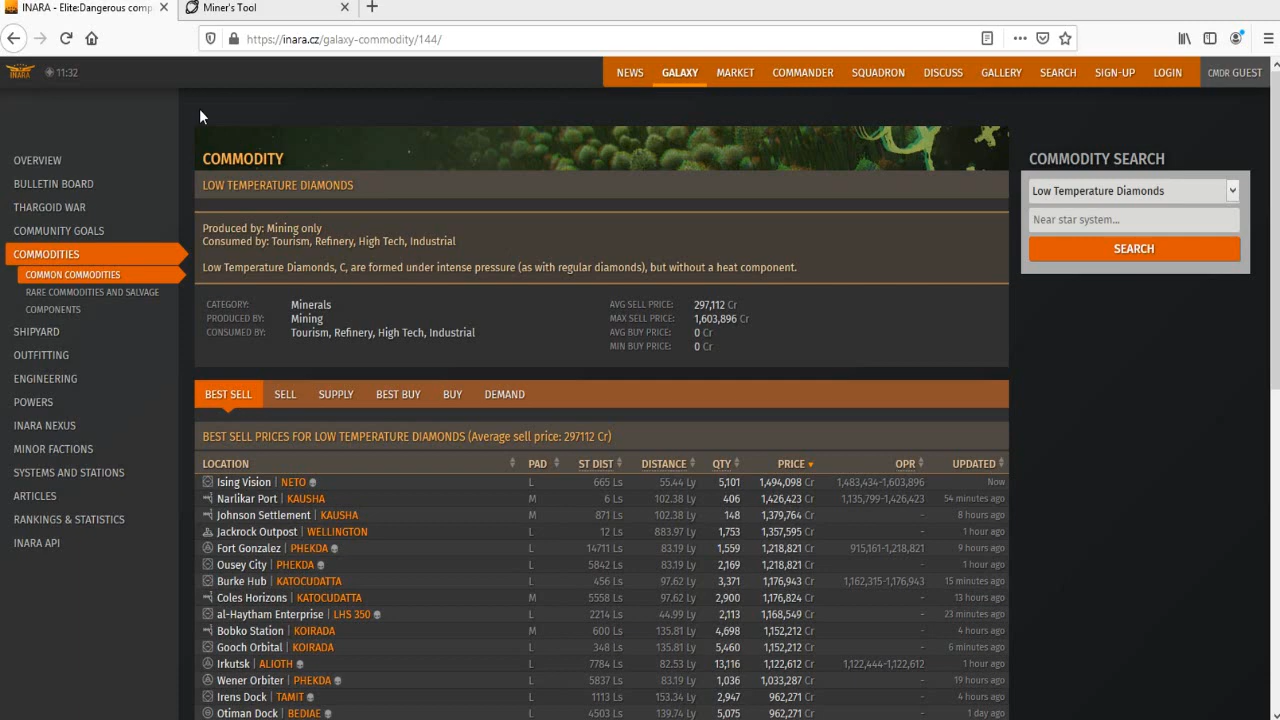 INARA - Elite:Dangerous comp
Miner's Tool
https://inara.cz/galaxy-commodity/144/
INARA
11:32
NEWS GALAXY MARKET COMMANDER SQUADRON DISCUSS GALLERY SEARCH SIGN-UP LOGIN CMDR GUEST
OVERVIEW
BULLETIN BOARD
THARGOID WAR
COMMUNITY GOALS
COMMODITIES
COMMON COMMODITIES
RARE COMMODITIES AND SALVAGE
COMPONENTS
SHIPYARD
OUTFITTING
ENGINEERING
POWERS
INARA NEXUS
MINOR FACTIONS
SYSTEMS AND STATIONS
ARTICLES
RANKINGS & STATISTICS
INARA API
COMMODITY
LOW TEMPERATURE DIAMONDS
Produced by: Mining only
Consumed by: Tourism, Refinery, High Tech, Industrial
Low Temperature Diamonds, C, are formed under intense pressure (as with regular diamonds), but without a heat component.
CATEGORY: Minerals
PRODUCED BY: Mining
CONSUMED BY: Tourism, Refinery, High Tech, Industrial
AVG SELL PRICE: 297,112 Cr
MAX SELL PRICE: 1,603,896 Cr
AVG BUY PRICE: 0 Cr
MIN BUY PRICE: 0 Cr
COMMODITY SEARCH
Low Temperature Diamonds
Near star system...
SEARCH
BEST SELL SELL SUPPLY BEST BUY BUY DEMAND
BEST SELL PRICES FOR LOW TEMPERATURE DIAMONDS (Average sell price: 297112 Cr)
LOCATION PAD ST DIST DISTANCE QTY PRICE OPR UPDATED
Ising Vision | NETO L 665 Ls 55.44 Ly 5,101 1,494,098 Cr 1,483,434-1,603,896 Now
Narlikar Port | KAUSHA M 6 Ls 102.38 Ly 406 1,426,423 Cr 1,135,799-1,426,423 54 minutes ago
Johnson Settlement | KAUSHA M 871 Ls 102.38 Ly 148 1,379,764 Cr - 8 hours ago
Jackrock Outpost | WELLINGTON L 12 Ls 883.97 Ly 1,753 1,357,595 Cr - 1 hour ago
Fort Gonzalez | PHEKDA L 14711 Ls 83.19 Ly 1,559 1,218,821 Cr 915,161-1,218,821 9 hours ago
Ousey City | PHEKDA L 5842 Ls 83.19 Ly 2,169 1,218,821 Cr - 1 hour ago
Burke Hub | KATOCUDATTA L 456 Ls 97.62 Ly 3,371 1,176,943 Cr 1,162,315-1,176,943 15 minutes ago
Coles Horizons | KATOCUDATTA M 5558 Ls 97.62 Ly 2,900 1,176,824 Cr - 13 hours ago
al-Haytham Enterprise | LHS 350 L 2214 Ls 44.99 Ly 2,113 1,168,549 Cr - 23 minutes ago
Bobko Station | KOIRADA M 600 Ls 135.81 Ly 4,698 1,152,212 Cr - 4 hours ago
Gooch Orbital | KOIRADA L 348 Ls 135.81 Ly 5,460 1,152,212 Cr - 6 minutes ago
Irkutsk | ALIOTH L 7784 Ls 82.53 Ly 13,116 1,122,612 Cr 1,122,444-1,122,612 1 hour ago
Wener Orbiter | PHEKDA L 5837 Ls 83.19 Ly 1,036 1,033,287 Cr - 19 hours ago
Irens Dock | TAMIT L 1113 Ls 153.34 Ly 2,947 962,271 Cr - 4 hours ago
Otiman Dock | BEDIAE L 4503 Ls 139.74 Ly 5,075 962,271 Cr - 1 day ago